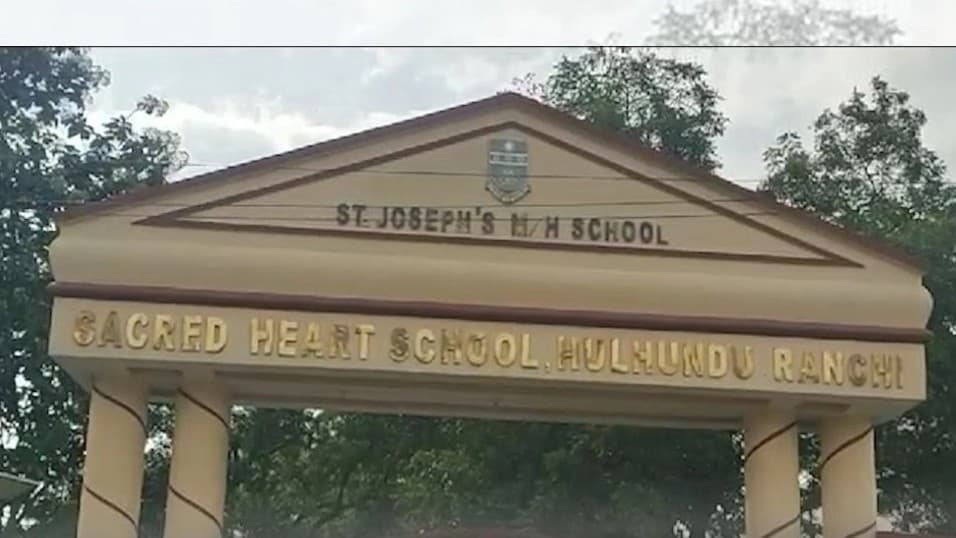 ST. JOSEPH'S M/H SCHOOL
SACRED HEART SCHOOL, HULHUNDU RANCHI